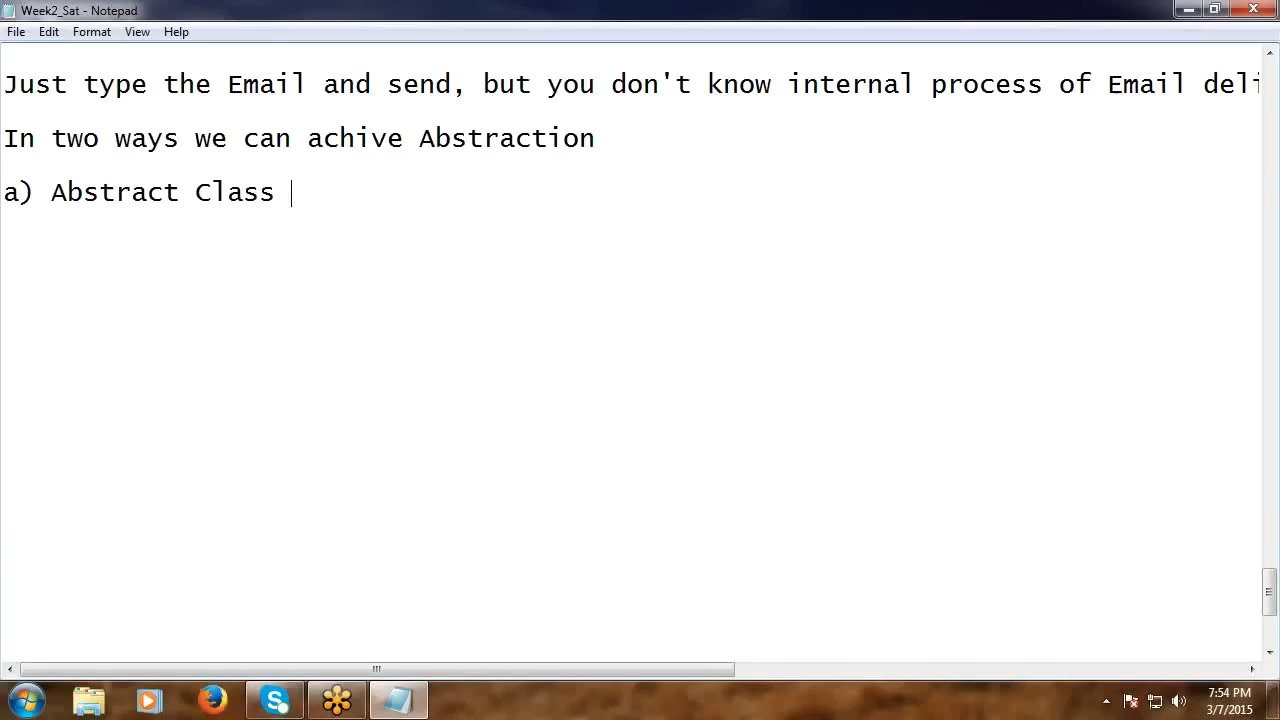 Week2_Sat - Notepad
File Edit Format View Help
Just type the Email and send, but you don't know internal process of Email deli
In two ways we can achive Abstraction
a) Abstract Class
7:54 PM
3/7/2015